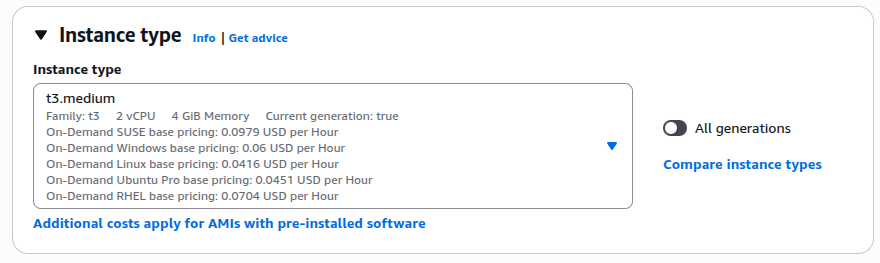 Instance type Info | Get advice
Instance type
t3.medium
Family: t3 2 vCPU 4 GiB Memory Current generation: true
On-Demand SUSE base pricing: 0.0979 USD per Hour
On-Demand Windows base pricing: 0.06 USD per Hour
On-Demand Linux base pricing: 0.0416 USD per Hour
On-Demand Ubuntu Pro base pricing: 0.0451 USD per Hour
On-Demand RHEL base pricing: 0.0704 USD per Hour
All generations
Compare instance types
Additional costs apply for AMIs with pre-installed software